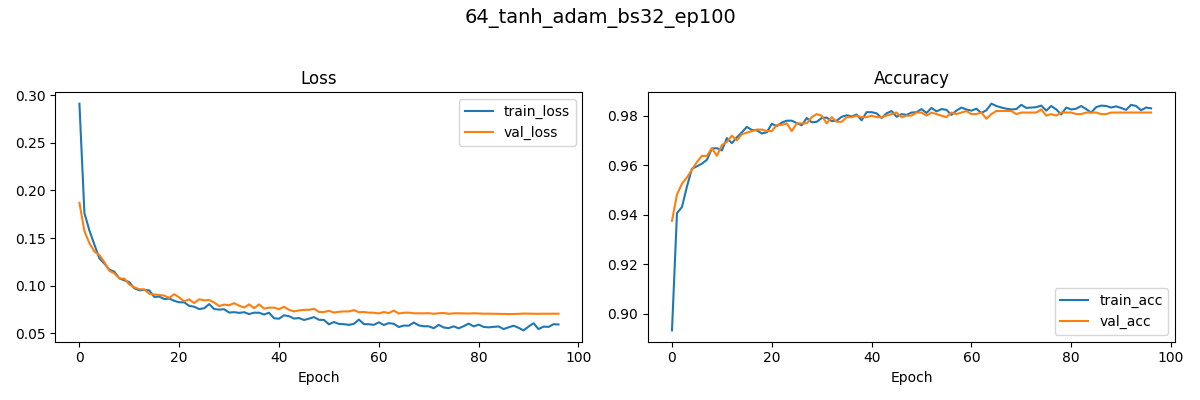 64_tanh_adam_bs32_ep100
Loss
0.30
0.25
0.20
0.15
0.10
0.05
0
20
40
60
80
100
Epoch
train_loss
val_loss
Accuracy
0.98
0.96
0.94
0.92
0.90
0
20
40
60
80
100
Epoch
train_acc
val_acc